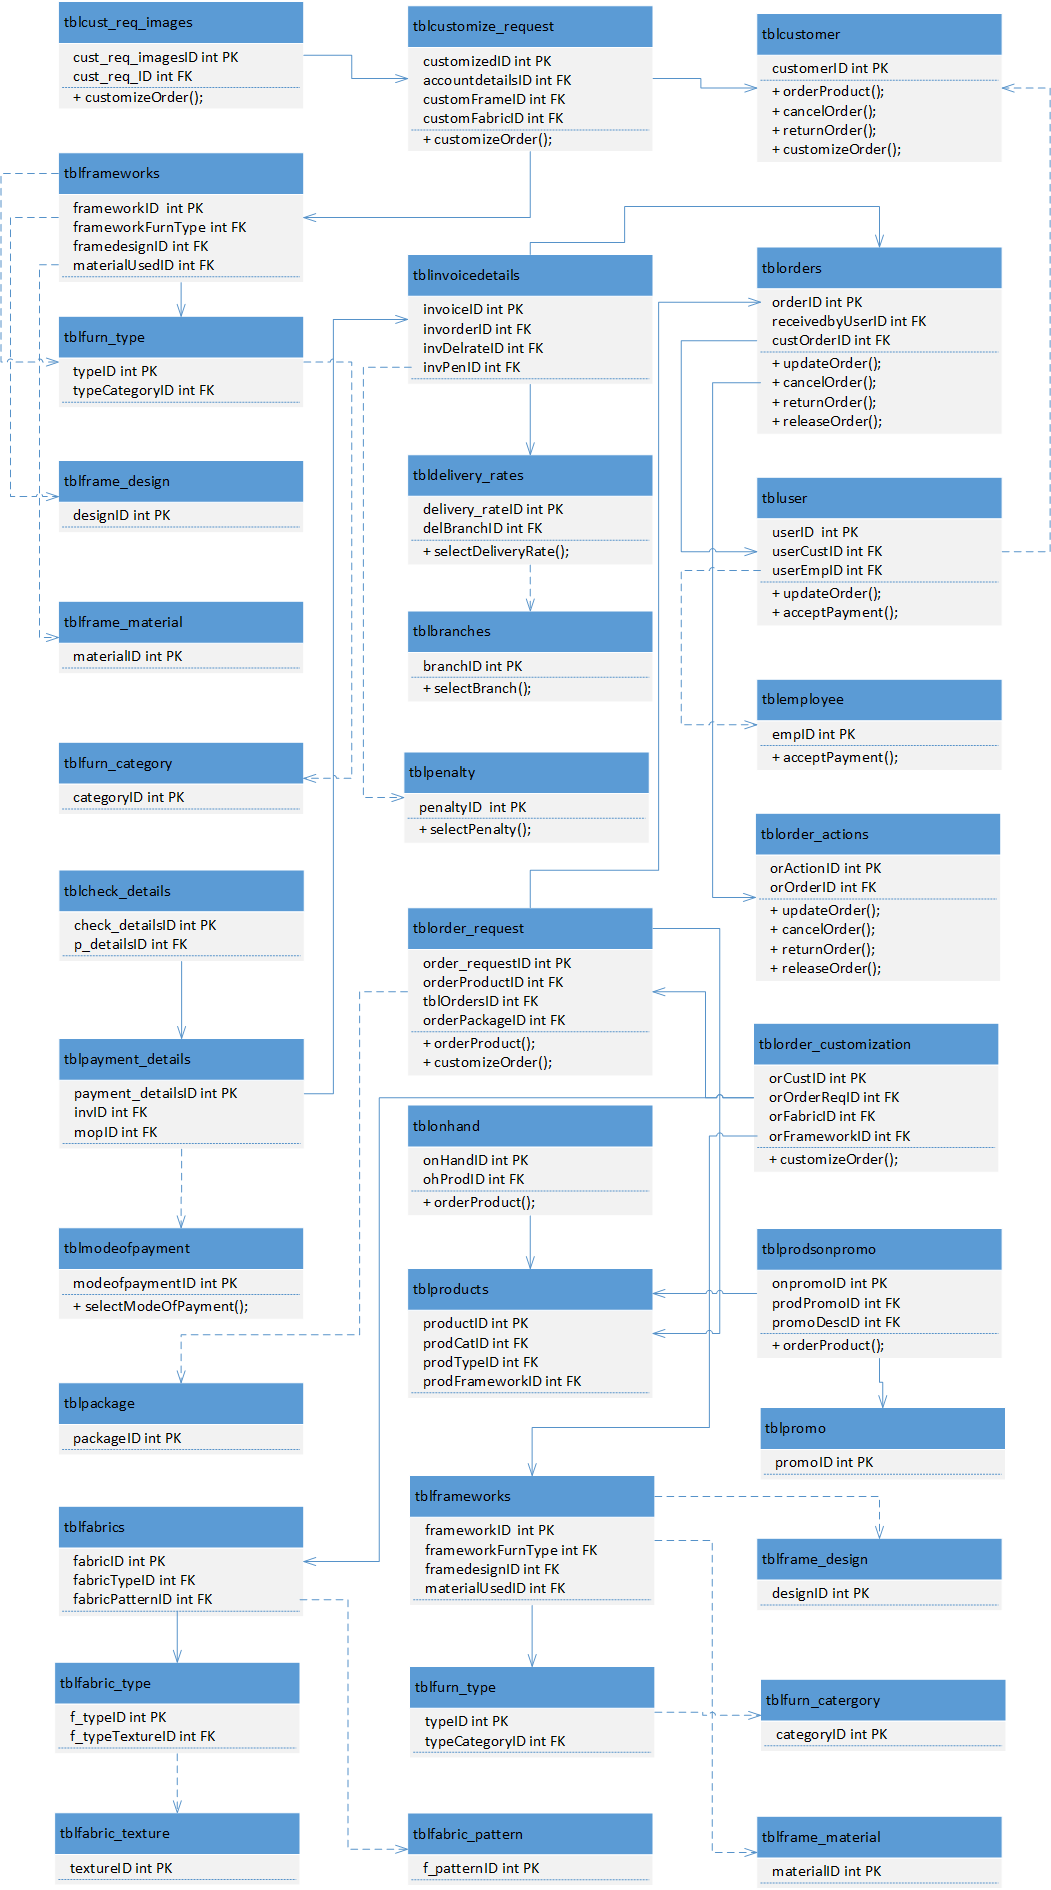 tblcust_req_images
cust_req_imagesID int PK
cust_req_ID int FK
+ customizeOrder();
tblcustomize_request
customizedID int PK
accountdetailsID int FK
customFrameID int FK
customFabricID int FK
+ customizeOrder();
tblcustomer
customerID int PK
+ orderProduct();
+ cancelOrder();
+ returnOrder();
+ customizeOrder();
tblframeworks
frameworkID  int PK
frameworkFurnType int FK
framedesignID int FK
materialUsedID int FK
tblinvoicedetails
invoiceID int PK
invorderID int FK
invDelrateID int FK
invPenID int FK
tblorders
orderID int PK
receivedbyUserID int FK
custOrderID int FK
+ updateOrder();
+ cancelOrder();
+ returnOrder();
+ releaseOrder();
tblfurn_type
typeID int PK
typeCategoryID int FK
tblframe_design
designID int PK
tbldelivery_rates
delivery_rateID int PK
delBranchID int FK
+ selectDeliveryRate();
tbluser
userID  int PK
userCustID int FK
userEmpID int FK
+ updateOrder();
+ acceptPayment();
tblframe_material
materialID int PK
tblbranches
branchID int PK
+ selectBranch();
tblemployee
empID int PK
+ acceptPayment();
tblfurn_category
categoryID int PK
tblpenalty
penaltyID  int PK
+ selectPenalty();
tblorder_actions
orActionID int PK
orOrderID int FK
+ updateOrder();
+ cancelOrder();
+ returnOrder();
+ releaseOrder();
tblcheck_details
check_detailsID int PK
p_detailsID int FK
tblorder_request
order_requestID int PK
orderProductID int FK
tblOrdersID int FK
orderPackageID int FK
+ orderProduct();
+ customizeOrder();
tblpayment_details
payment_detailsID int PK
invID int FK
mopID int FK
tblorder_customization
orCustID int PK
orOrderReqID int FK
orFabricID int FK
orFrameworkID int FK
+ customizeOrder();
tblonhand
onHandID int PK
ohProdID int FK
+ orderProduct();
tblmodeofpayment
modeofpaymentID int PK
+ selectModeOfPayment();
tblproducts
productID int PK
prodCatID int FK
prodTypeID int FK
prodFrameworkID int FK
tblprodsonpromo
onpromoID int PK
prodPromoID int FK
promoDescID int FK
+ orderProduct();
tblpackage
packageID int PK
tblpromo
promoID int PK
tblfabrics
fabricID int PK
fabricTypeID int FK
fabricPatternID int FK
tblframeworks
frameworkID  int PK
frameworkFurnType int FK
framedesignID int FK
materialUsedID int FK
tblframe_design
designID int PK
tblfabric_type
f_typeID int PK
f_typeTextureID int FK
tblfurn_type
typeID int PK
typeCategoryID int FK
tblfurn_catergory
categoryID int PK
tblfabric_texture
textureID int PK
tblfabric_pattern
f_patternID int PK
tblframe_material
materialID int PK